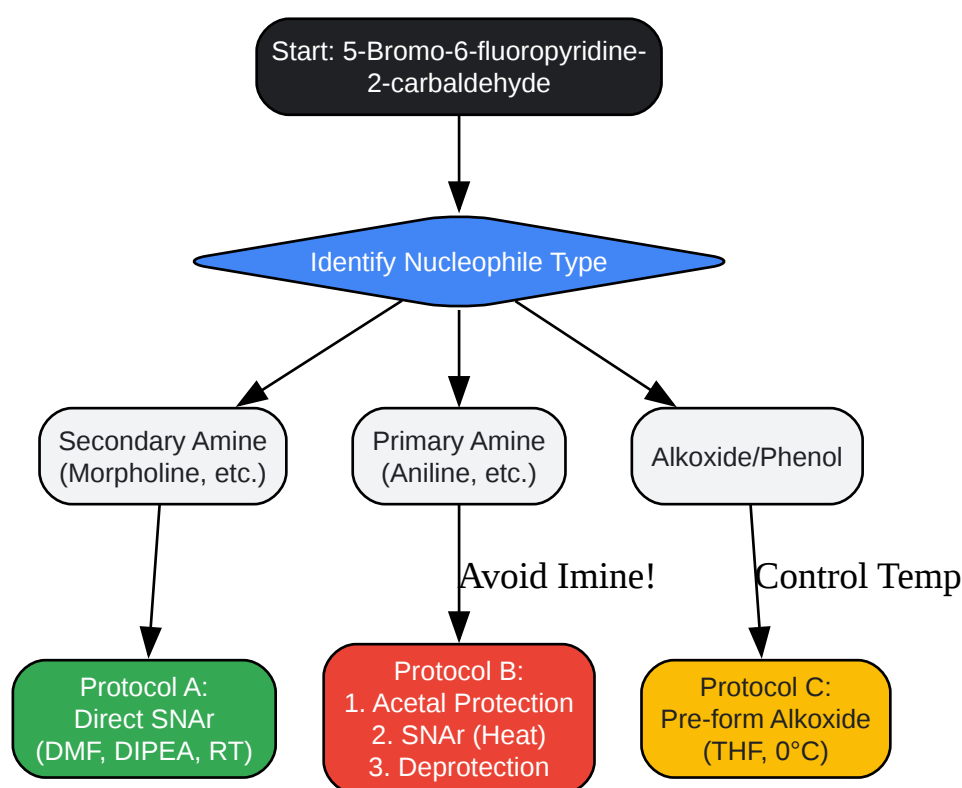 Start: 5-Bromo-6-fluoropyridine-
2-carbaldehyde
Identify Nucleophile Type
Secondary Amine
(Morpholine, etc.)
Primary Amine
(Aniline, etc.)
Alkoxide/Phenol
Avoid Imine!
Control Temp
Protocol A:
Direct SNAr
(DMF, DIPEA, RT)
Protocol B:
1. Acetal Protection
2. SNAr (Heat)
3. Deprotection
Protocol C:
Pre-form Alkoxide
(THF, 0°C)